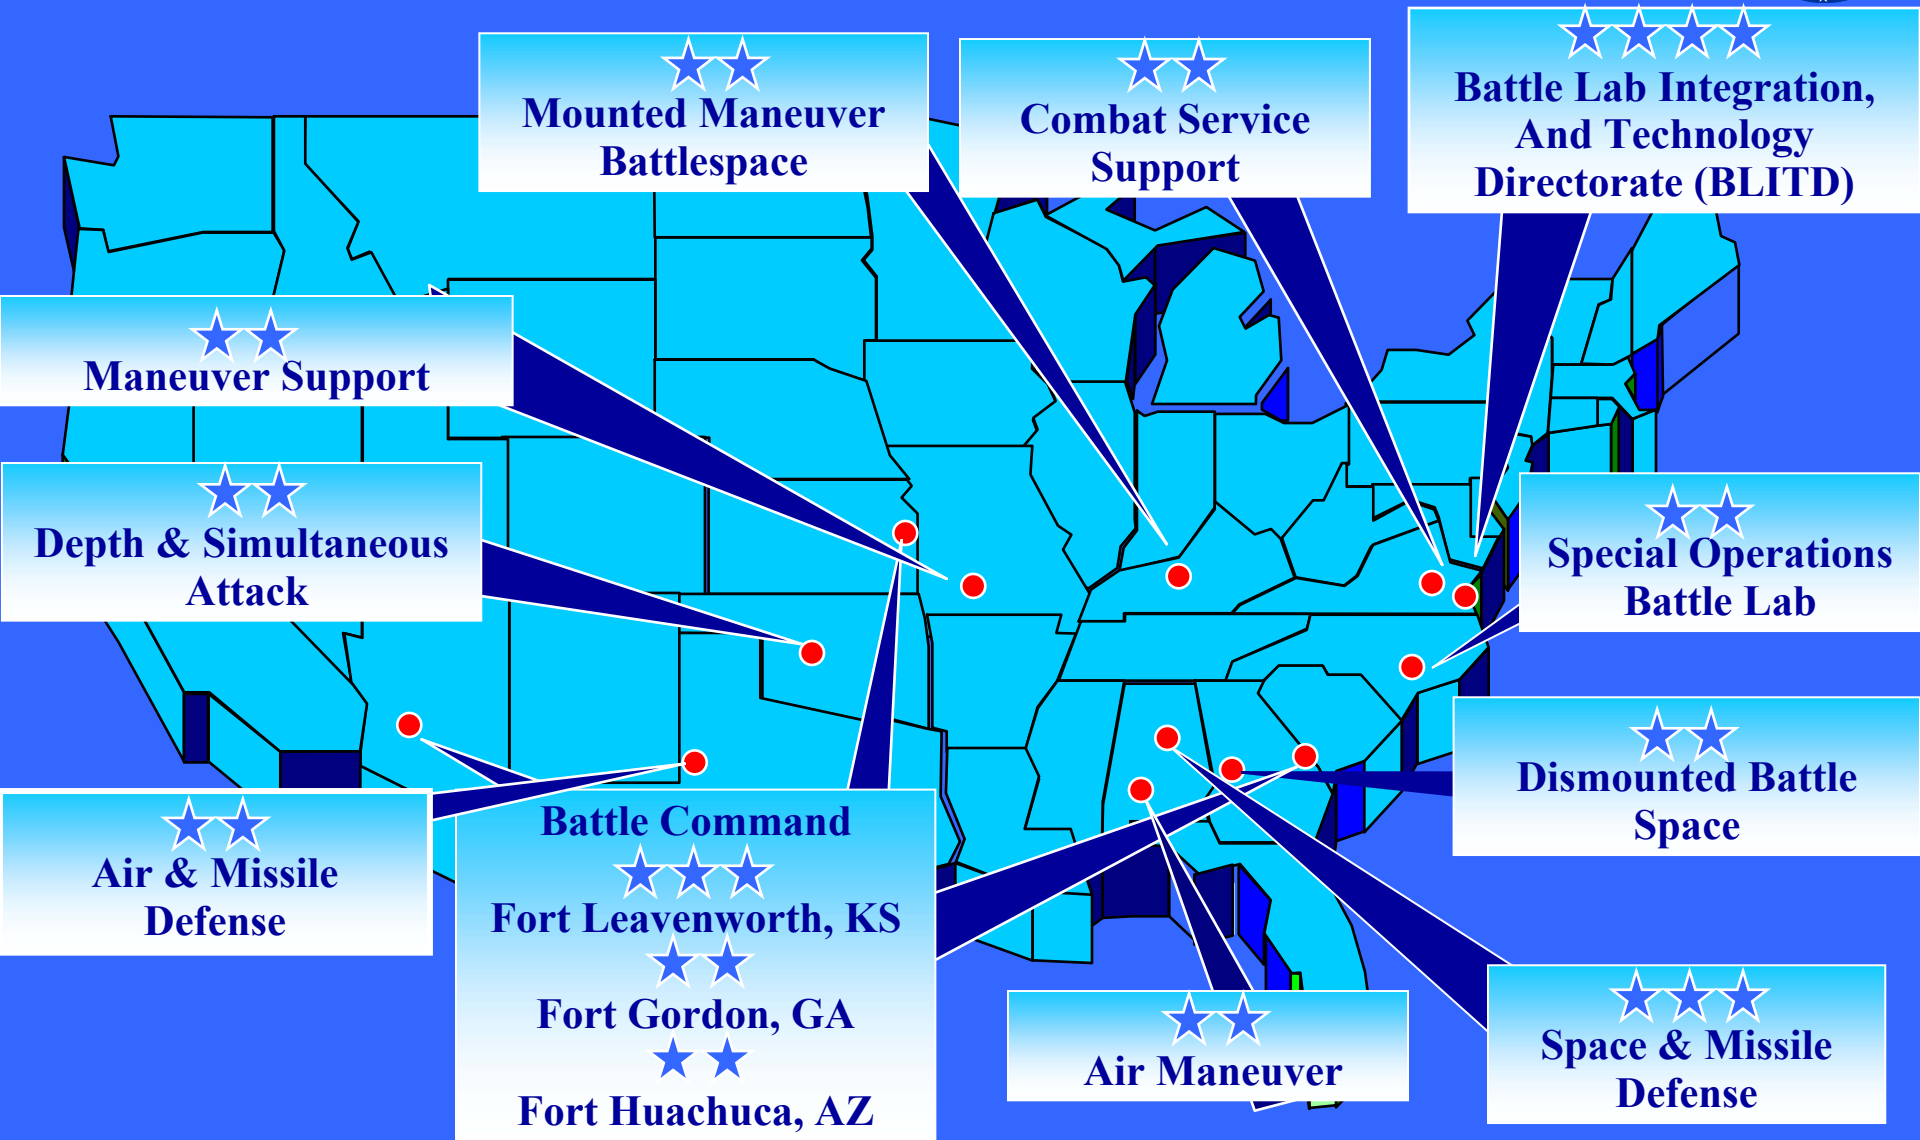 Mounted Maneuver
Battlespace
Combat Service
Support
Battle Lab Integration,
And Technology
Directorate (BLITD)
Maneuver Support
Depth & Simultaneous
Attack
Special Operations
Battle Lab
Dismounted Battle
Space
Air & Missile
Defense
Battle Command
Fort Leavenworth, KS
Fort Gordon, GA
Fort Huachuca, AZ
Air Maneuver
Space & Missile
Defense